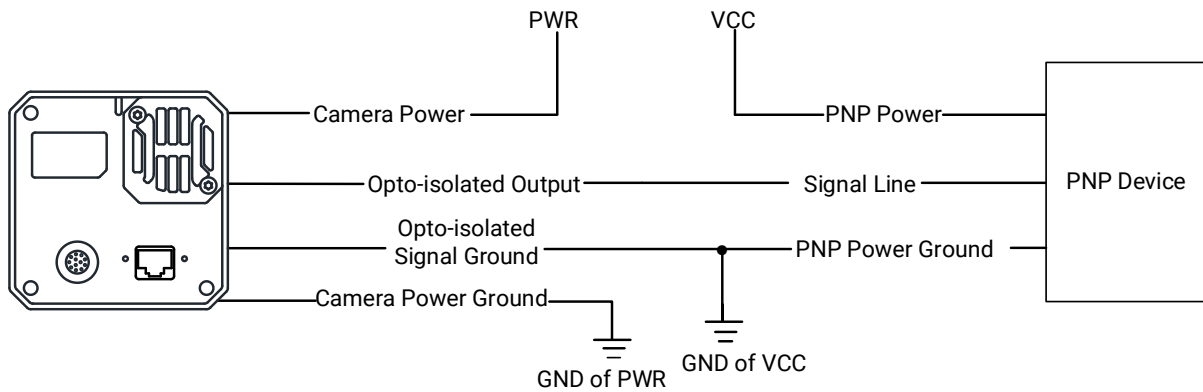 PWR
VCC
Camera Power
PNP Power
Opto-isolated Output
Signal Line
PNP Device
Opto-isolated
Signal Ground
PNP Power Ground
Camera Power Ground
GND of PWR
GND of VCC